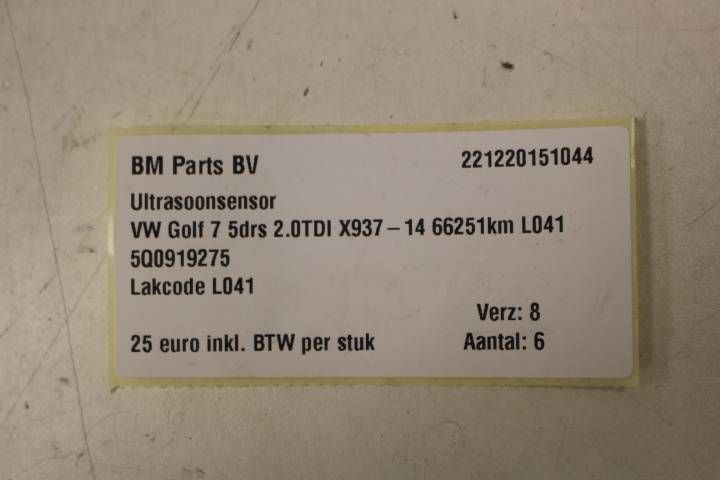 BM Parts BV 221220151044
Ultrasoonsensor
VW Golf 7 5drs 2.0TDI X937-14 66251km L041
5Q0919275
Lakcode L041
Verz: 8
25 euro inkl. BTW per stuk Aantal: 6